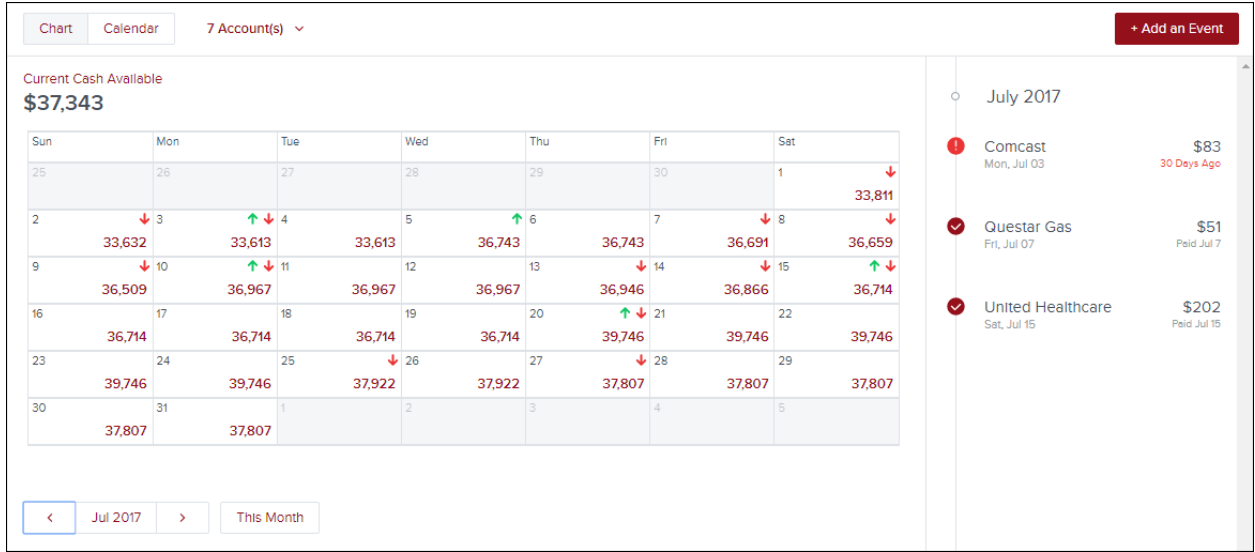 Chart Calendar 7 Account(s) + Add an Event
Current Cash Available
$37,343
Sun Mon Tue Wed Thu Fri Sat
25 26 27 28 29 30 1
33,811
2 3 4 5 6 7 8
33,632 33,613 33,613 36,743 36,743 36,691 36,659
9 10 11 12 13 14 15
36,509 36,967 36,967 36,967 36,946 36,866 36,714
16 17 18 19 20 21 22
36,714 36,714 36,714 36,714 39,746 39,746 39,746
23 24 25 26 27 28 29
39,746 39,746 37,922 37,922 37,807 37,807 37,807
30 31 1 2 3 4 5
37,807 37,807
< Jul 2017 > This Month
July 2017
Comcast $83
Mon, Jul 03 30 Days Ago
Questar Gas $51
Fri, Jul 07 Paid Jul 7
United Healthcare $202
Sat, Jul 15 Paid Jul 15